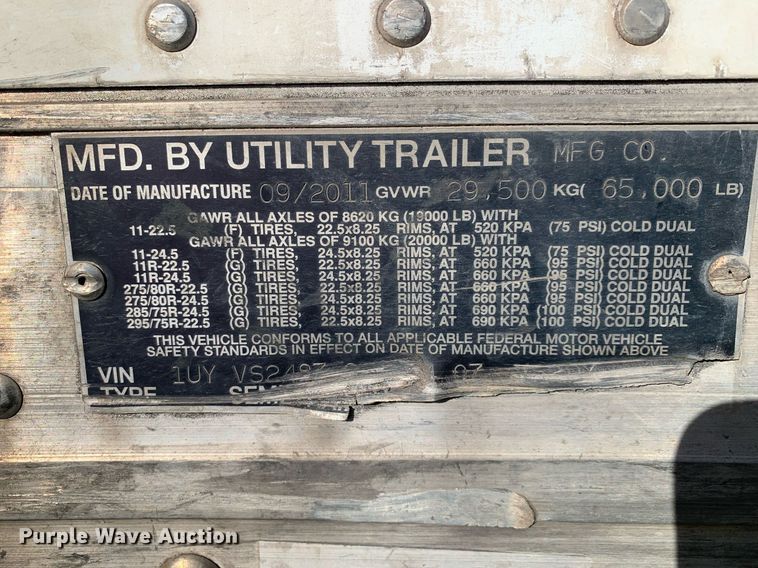 MFD. BY UTILITY TRAILER MFG CO.
DATE OF MANUFACTURE 09/2011 GVWR 29,500 KG( 65,000 LB)
GAWR ALL AXLES OF 8620 KG (19000 LB) WITH
11-22.5 (F) TIRES, 22.5x8.25 RIMS, AT 520 KPA (75 PSI) COLD DUAL
GAWR ALL AXLES OF 9100 KG (20000 LB) WITH
11-24.5 (F) TIRES, 24.5x8.25 RIMS, AT 520 KPA (75 PSI) COLD DUAL
11R-22.5 (G) TIRES, 22.5x8.25 RIMS, AT 660 KPA (95 PSI) COLD DUAL
11R-24.5 (G) TIRES, 24.5x8.25 RIMS, AT 660 KPA (95 PSI) COLD DUAL
275/80R-22.5 (G) TIRES, 22.5x8.25 RIMS, AT 660 KPA (95 PSI) COLD DUAL
275/80R-24.5 (G) TIRES, 24.5x8.25 RIMS, AT 660 KPA (95 PSI) COLD DUAL
285/75R-24.5 (G) TIRES, 24.5x8.25 RIMS, AT 690 KPA (100 PSI) COLD DUAL
295/75R-22.5 (G) TIRES, 22.5x8.25 RIMS, AT 690 KPA (100 PSI) COLD DUAL
THIS VEHICLE CONFORMS TO ALL APPLICABLE FEDERAL MOTOR VEHICLE
SAFETY STANDARDS IN EFFECT ON DATE OF MANUFACTURE SHOWN ABOVE
VIN 1UY
TYPE
Purple Wave Auction